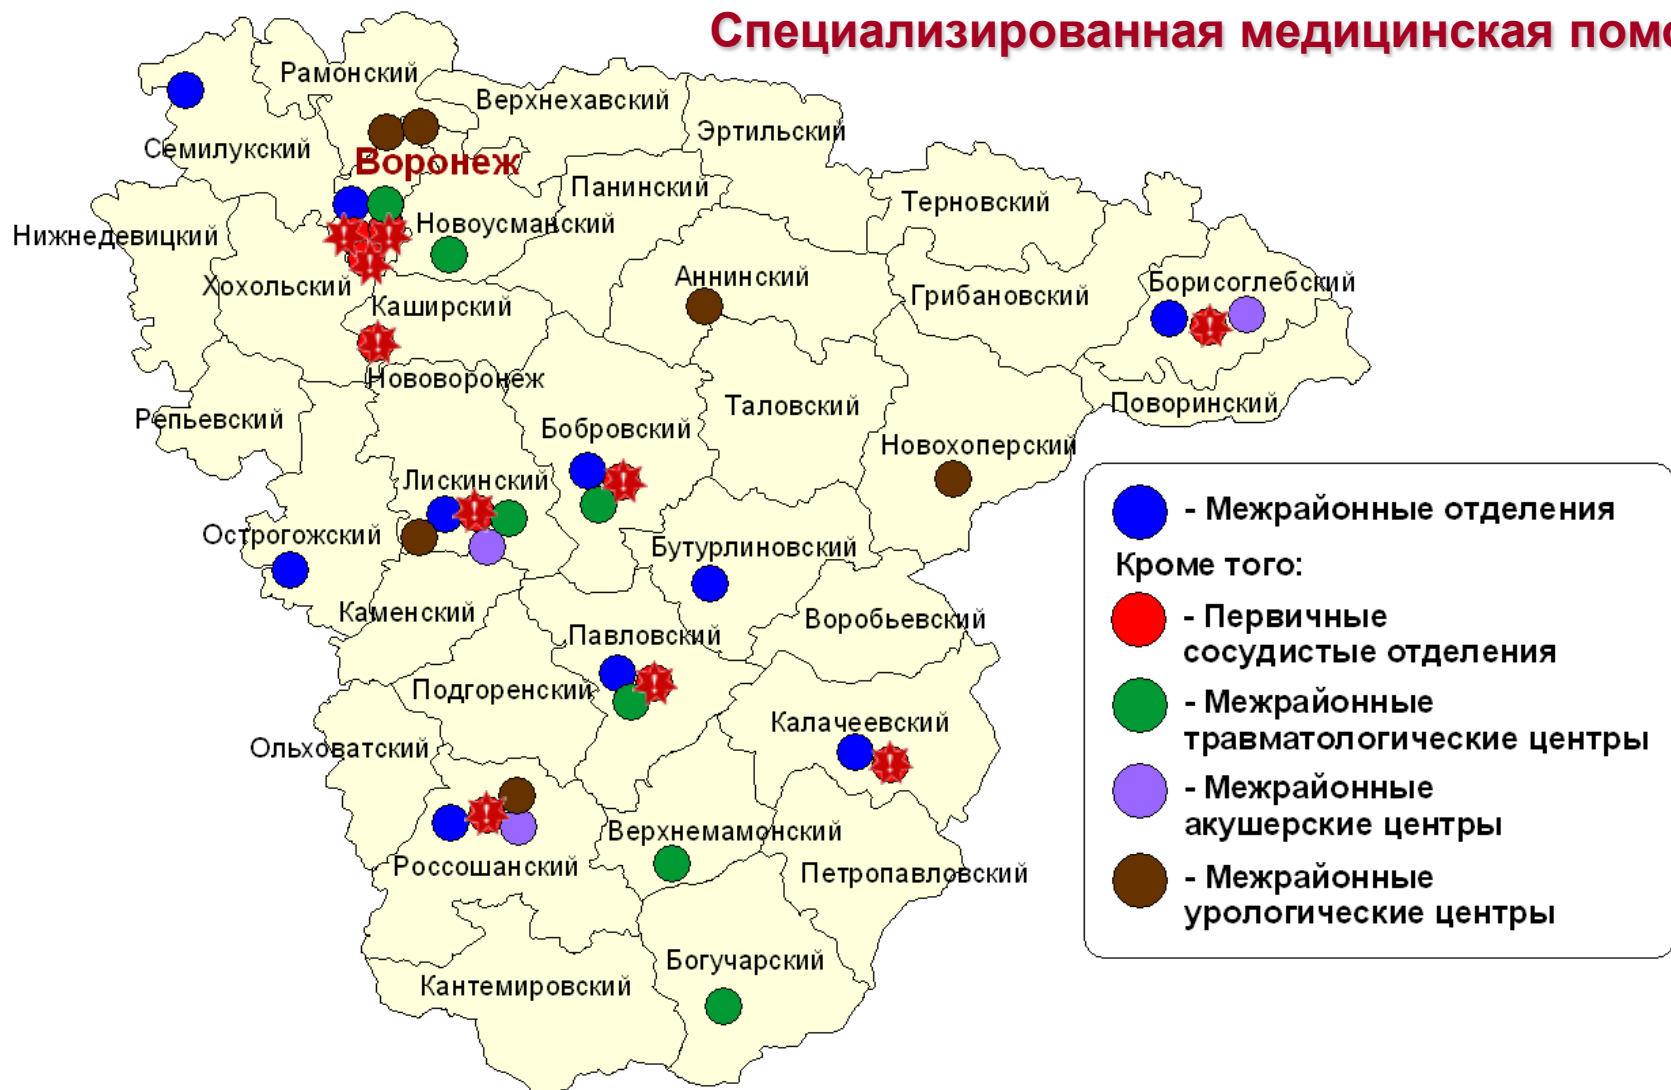 Специализированная медицинская помо
Рамонский
Верхнехавский
Эртильский
Семилукский
Воронеж
Панинский
Терновский
Нижнедевицкий
Новоусманский
Хохольский
Каширский
Аннинский
Грибановский
Борисоглебский
Нововоронеж
Репьевский
Таловский
Поворинский
Бобровский
Новохоперский
Лискинский
Острогожский
Бутурлиновский
Каменский
Воробьевский
Павловский
Подгоренский
Калачеевский
Ольховатский
Верхнемамонский
Россошанский
Петропавловский
Богучарский
Кантемировский
- Межрайонные отделения
Кроме того:
- Первичные
сосудистые отделения
- Межрайонные
травматологические центры
- Межрайонные
акушерские центры
- Межрайонные
урологические центры